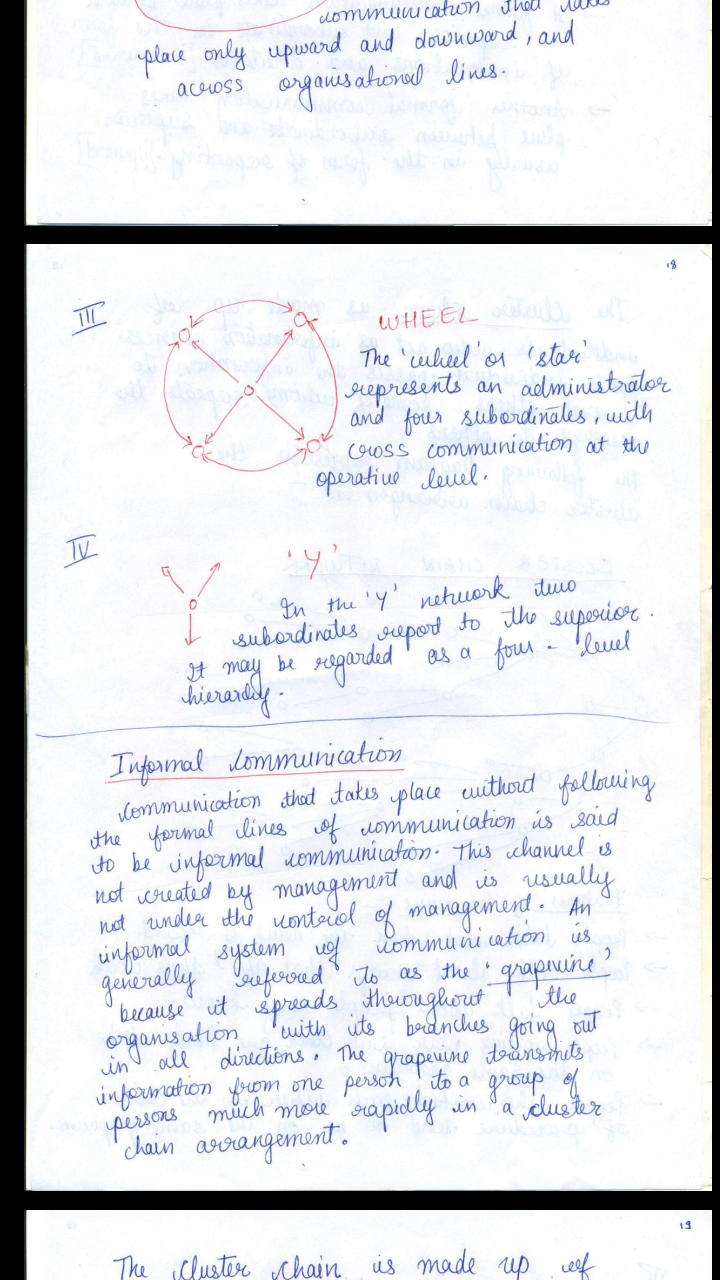 communication that takes
place only upward and downward, and
across organisational lines.
18
III
WHEEL
The 'wheel' or 'star'
represents an administrator
and four subordinates, with
cross communication at the
operative level.
IV
'Y'
In the 'Y' network two
subordinates report to the superior.
It may be regarded as a four - level
hierarchy.
Informal Communication
Communication that takes place without following
the formal lines of communication is said
to be informal communication. This channel is
not created by management and is usually
not under the control of management. An
informal system of communication is
generally referred to as the 'grapevine',
because it spreads throughout the
organisation with its branches going out
in all directions. The grapevine transmits
information from one person to a group of
persons much more rapidly in a cluster
chain arrangement.
19
The cluster chain is made up of